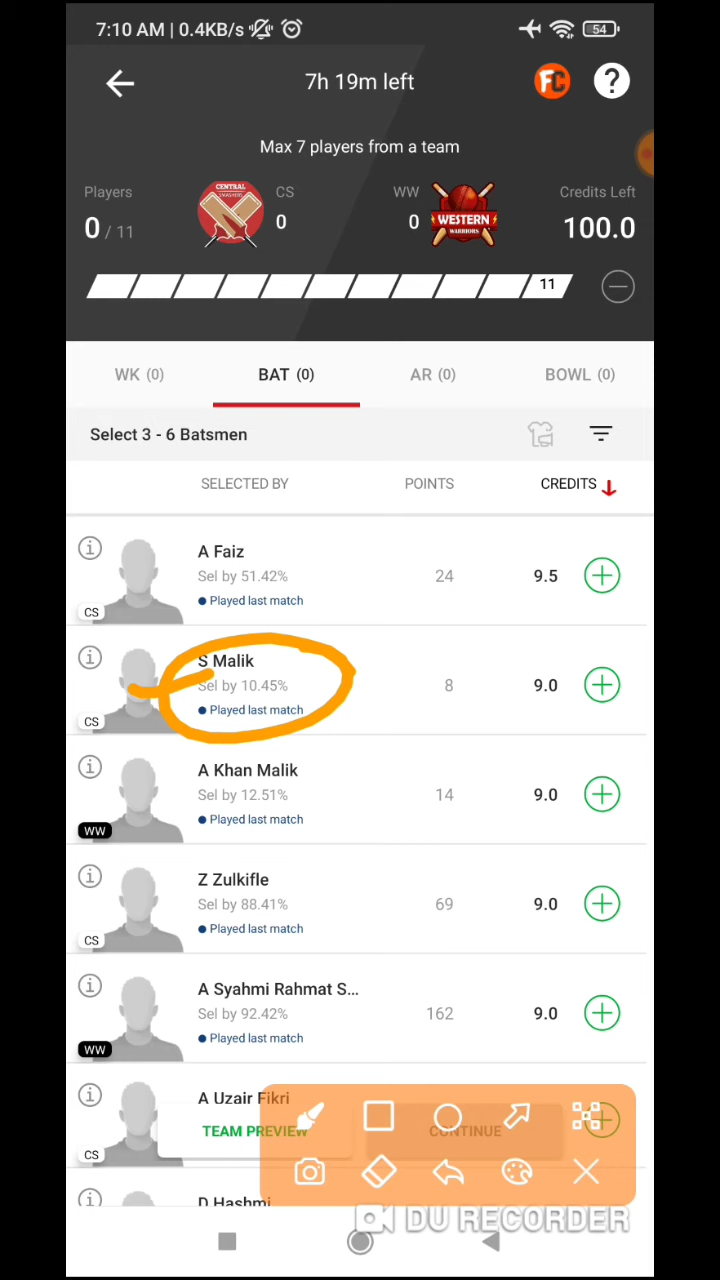 7:10 AM | 0.4KB/s 54
7h 19m left FC ?
Max 7 players from a team
Players CENTRAL SMASHERS CS WW WESTERN WARRIORS Credits Left
0 / 11 0 0 100.0
11
WK (0) BAT (0) AR (0) BOWL (0)
Select 3 - 6 Batsmen
SELECTED BY POINTS CREDITS
A Faiz
Sel by 51.42% 24 9.5
Played last match
CS
S Malik
Sel by 10.45% 8 9.0
Played last match
CS
A Khan Malik
Sel by 12.51% 14 9.0
Played last match
WW
Z Zulkifle
Sel by 88.41% 69 9.0
Played last match
CS
A Syahmi Rahmat S...
Sel by 92.42% 162 9.0
Played last match
WW
A Uzair Fikri
TEAM PREVIEW CONTINUE
CS
D Hashmi
DU RECORDER